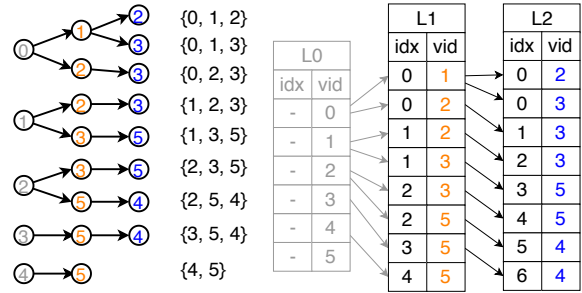 0 1 2 {0, 1, 2}
3 {0, 1, 3}
2 3 {0, 2, 3}
1 2 3 {1, 2, 3}
3 5 {1, 3, 5}
2 3 5 {2, 3, 5}
5 4 {2, 5, 4}
3 5 4 {3, 5, 4}
4 5 {4, 5}
L0
idx vid
- 0
- 1
- 2
- 3
- 4
- 5
L1
idx vid
0 1
0 2
1 2
1 3
2 3
2 5
3 5
4 5
L2
idx vid
0 2
0 3
1 3
2 3
3 5
4 5
5 4
6 4